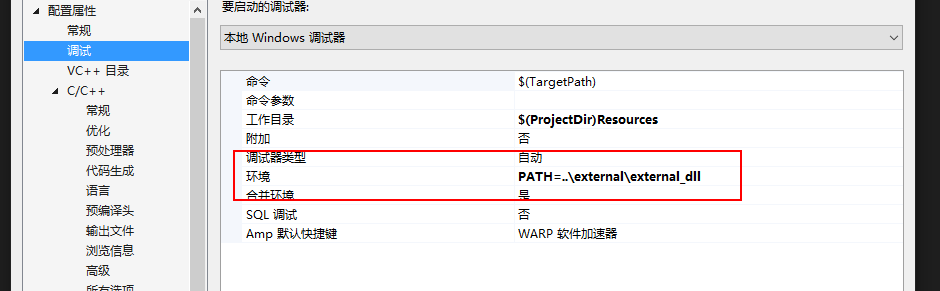 配置属性
常规
调试
VC++ 目录
C/C++
常规
优化
预处理器
代码生成
语言
预编译头
输出文件
浏览信息
高级
所有选项
要启动的调试器:
本地 Windows 调试器
命令 $(TargetPath)
命令参数
工作目录 $(ProjectDir)Resources
附加 否
调试器类型 自动
环境 PATH=..\external\external_dll
合并环境 是
SQL 调试 否
Amp 默认快捷键 WARP 软件加速器